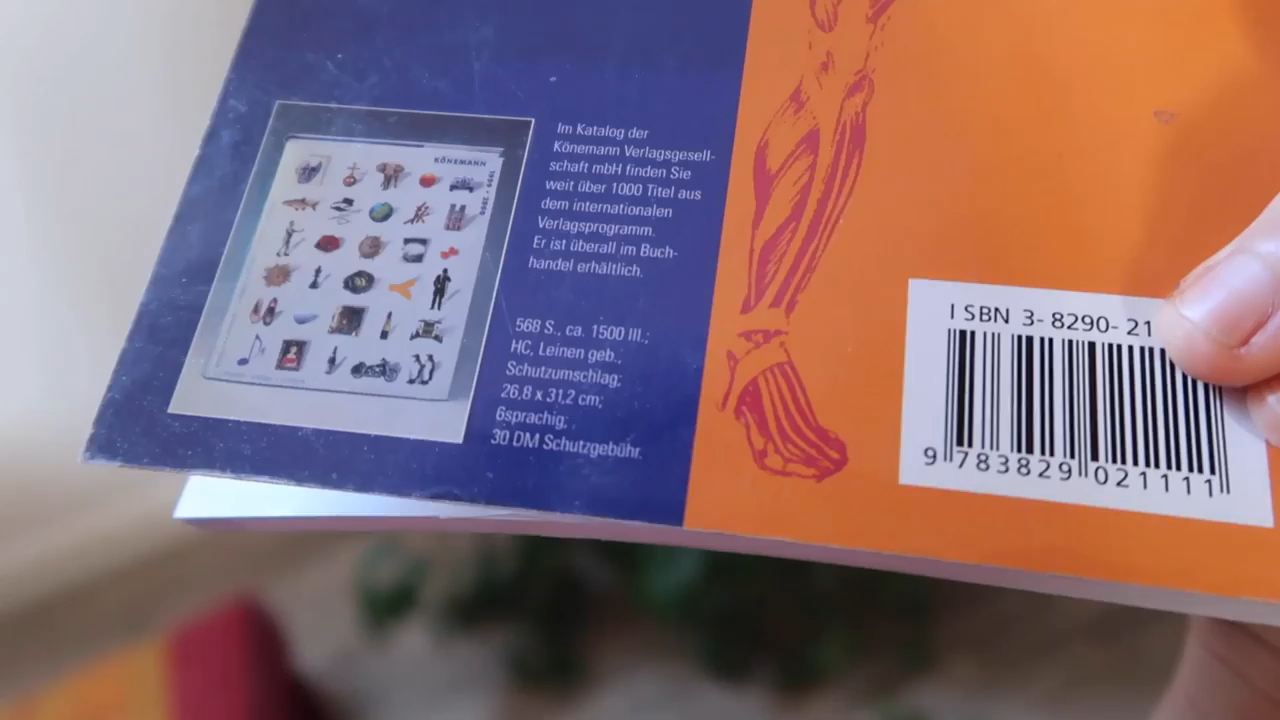 KÖNEMANN
1999 • 2000
Im Katalog der
Könemann Verlagsgesell-
schaft mbH finden Sie
weit über 1000 Titel aus
dem internationalen
Verlagsprogramm.
Er ist überall im Buch-
handel erhältlich.
568 S., ca. 1500 Ill.;
HC, Leinen geb.,
Schutzumschlag;
26,8 x 31,2 cm;
6sprachig;
30 DM Schutzgebühr.
ISBN 3-8290-21
9 783829 021111